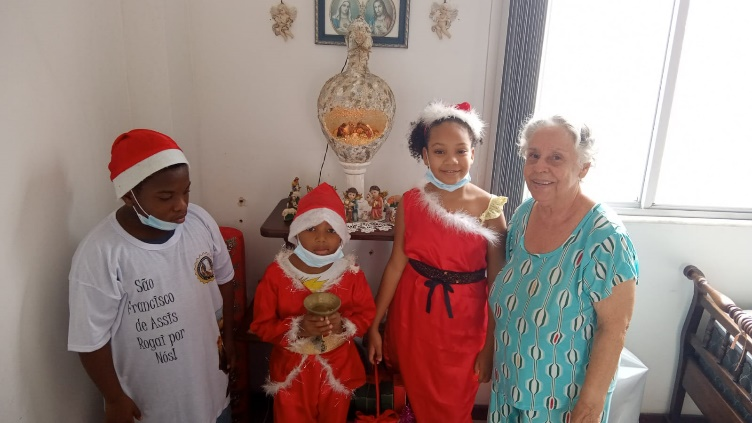 São
Francisco
de Assis
Rogai por
Nós!